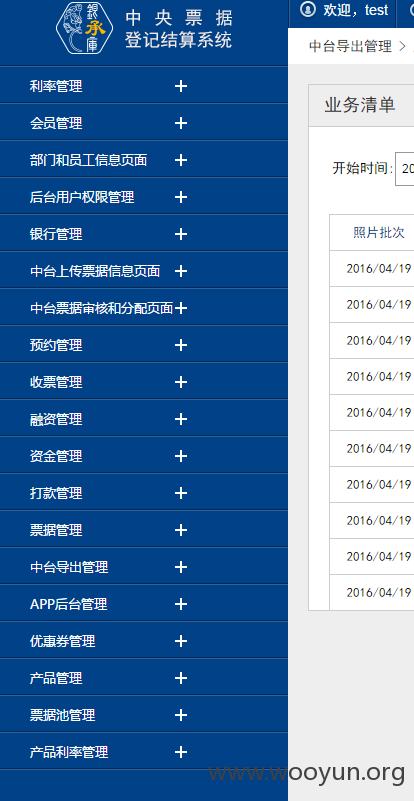 銀承庫
中央票据
登记结算系统
欢迎，test
中台导出管理 >
业务清单
开始时间: 20
照片批次
2016/04/19
2016/04/19
2016/04/19
2016/04/19
2016/04/19
2016/04/19
2016/04/19
2016/04/19
2016/04/19
2016/04/19
利率管理
会员管理
部门和员工信息页面
后台用户权限管理
银行管理
中台上传票据信息页面
中台票据审核和分配页面
预约管理
收票管理
融资管理
资金管理
打款管理
票据管理
中台导出管理
APP后台管理
优惠券管理
产品管理
票据池管理
产品利率管理
www.wooyun.org